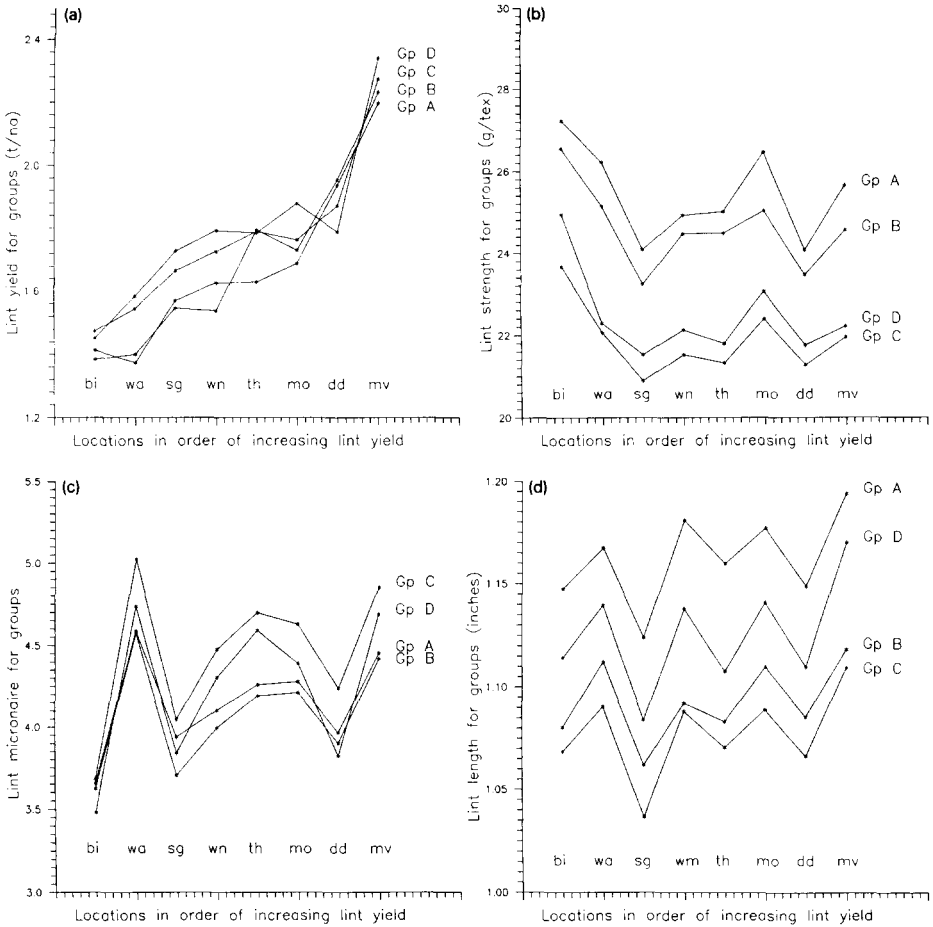 (a)
2.4
2.0
1.6
1.2
Lint yield for groups (t/na)
Gp D
Gp C
Gp B
Gp A
bi wa sg wn th mo dd mv
Locations in order of increasing lint yield
(b)
30
28
26
24
22
20
Lint strength for groups (g/tex)
Gp A
Gp B
Gp D
Gp C
bi wa sg wn th mo dd mv
Locations in order of increasing lint yield
(c)
5.5
5.0
4.5
4.0
3.5
3.0
Lint micronaire for groups
Gp C
Gp D
Gp A
Gp B
bi wa sg wn th mo dd mv
Locations in order of increasing lint yield
(d)
1.20
1.15
1.10
1.05
1.00
Lint length for groups (inches)
Gp A
Gp D
Gp B
Gp C
bi wa sg wm th mo dd mv
Locations in order of increasing lint yield